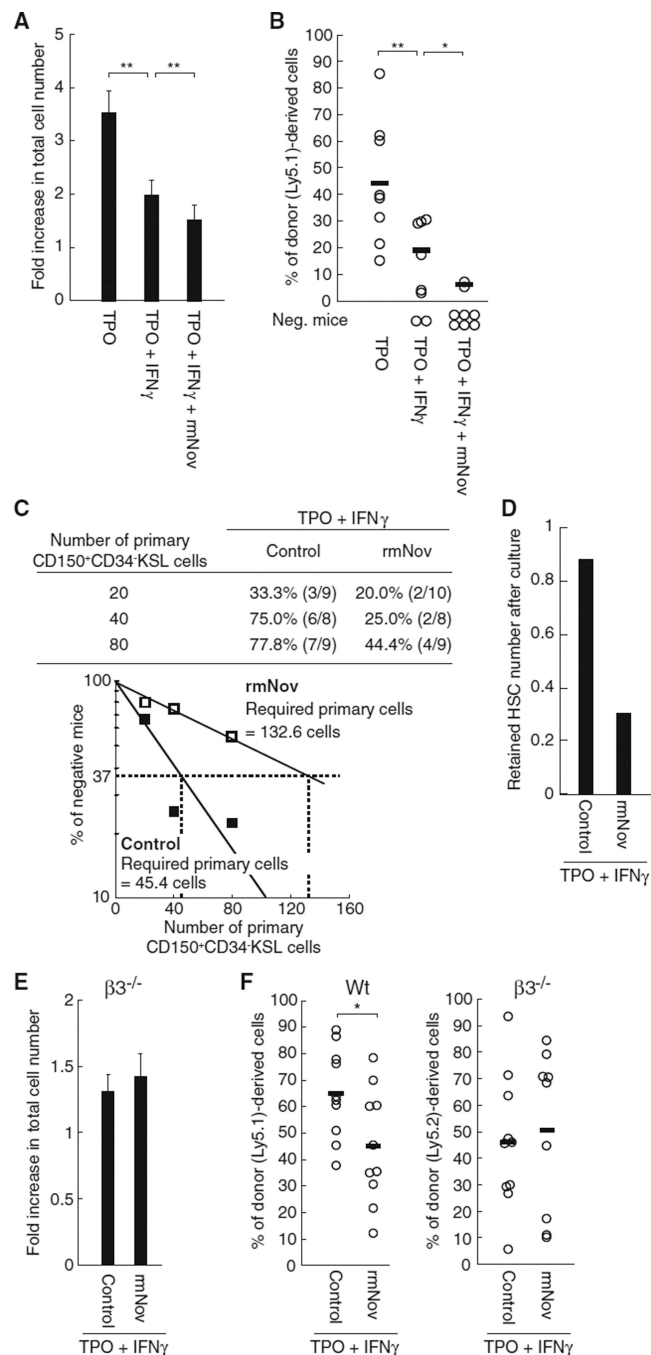 A
Fold increase in total cell number
5
4
3
2
1
0
**
**
TPO
TPO + IFNγ
TPO + IFNγ
+ rmNov
B
% of donor (Ly5.1)-derived cells
100
90
80
70
60
50
40
30
20
10
0
Neg. mice
**
*
TPO
TPO + IFNγ
TPO + IFNγ
+ rmNov
C
Number of primary
CD150⁺CD34⁻KSL cells
TPO + IFNγ
Control rmNov
20 33.3% (3/9) 20.0% (2/10)
40 75.0% (6/8) 25.0% (2/8)
80 77.8% (7/9) 44.4% (4/9)
% of negative mice
100
37
10
rmNov
Required primary cells
= 132.6 cells
Control
Required primary cells
= 45.4 cells
0 40 80 120 160
Number of primary
CD150⁺CD34⁻KSL cells
D
Retained HSC number after culture
1
0.8
0.6
0.4
0.2
0
Control
rmNov
TPO + IFNγ
E
β3⁻/⁻
Fold increase in total cell number
2
1.5
1
0.5
0
Control
rmNov
TPO + IFNγ
F
Wt
% of donor (Ly5.1)-derived cells
100
90
80
70
60
50
40
30
20
10
0
*
Control
rmNov
TPO + IFNγ
β3⁻/⁻
% of donor (Ly5.2)-derived cells
100
90
80
70
60
50
40
30
20
10
0
Control
rmNov
TPO + IFNγ